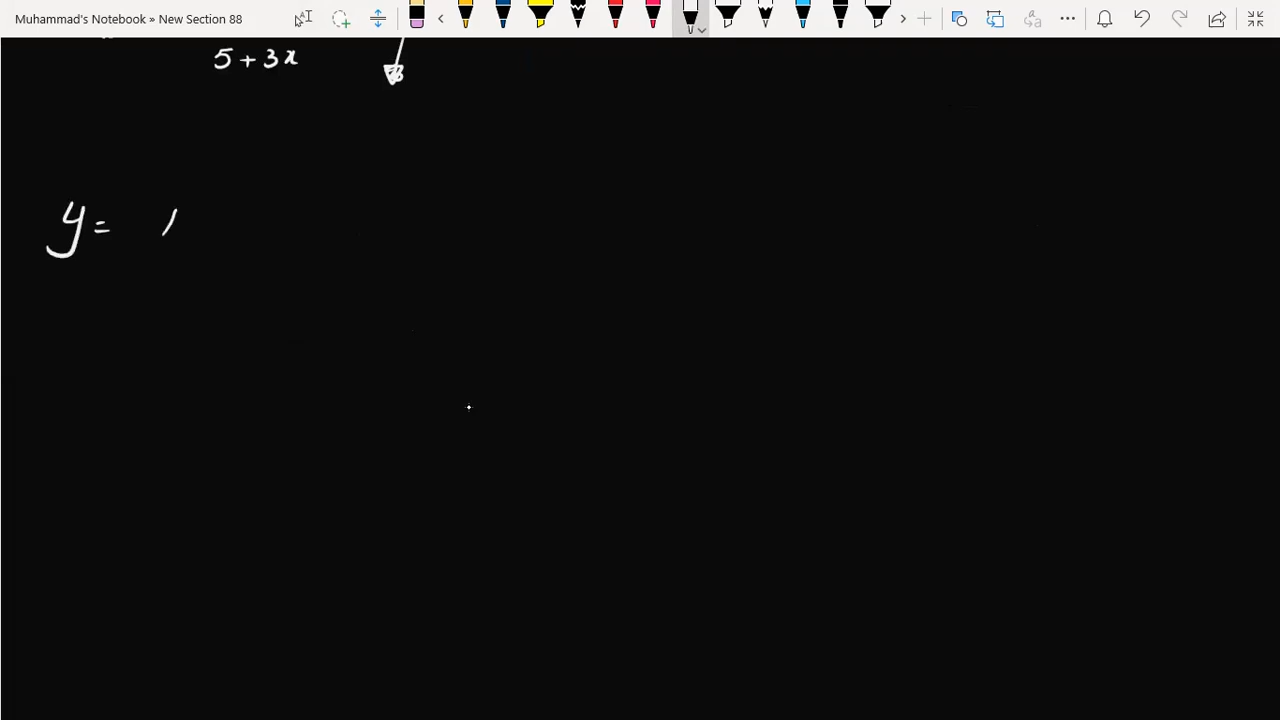 Muhammad's Notebook » New Section 88
5 + 3x
y = /